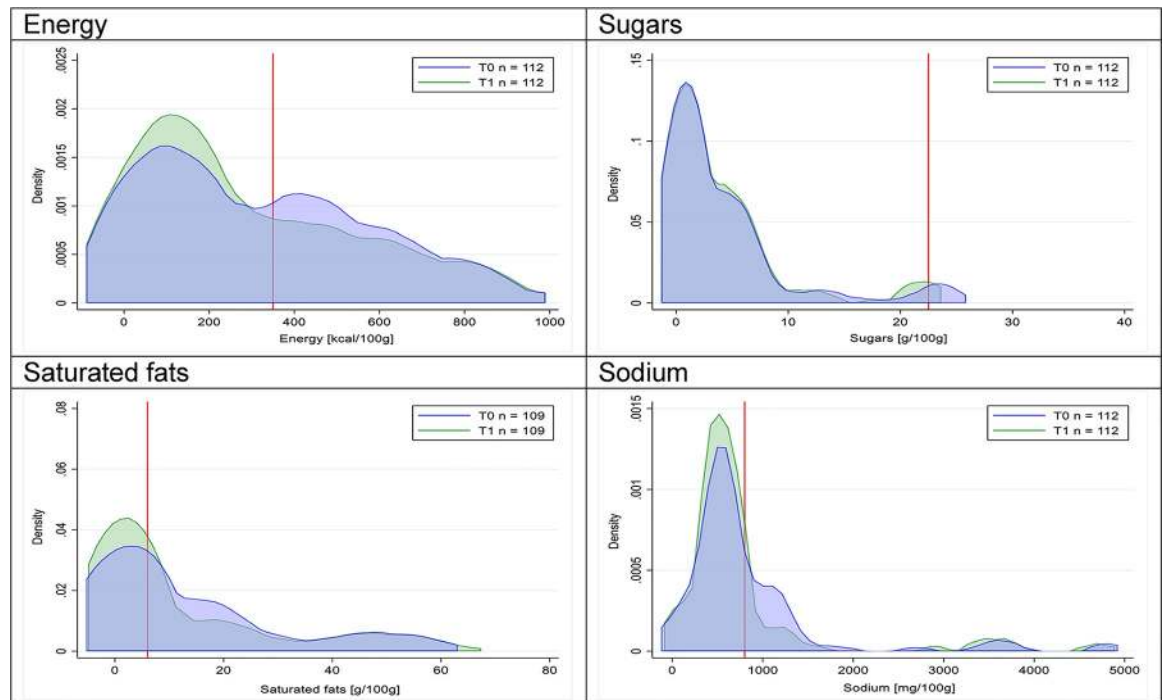 Energy
.0025
.002
.0015
.001
.0005
0
Density
T0 n = 112
T1 n = 112
0 200 400 600 800 1000
Energy [kcal/100g]
Sugars
.15
.1
.05
0
Density
T0 n = 112
T1 n = 112
0 10 20 30 40
Sugars [g/100g]
Saturated fats
.08
.06
.04
.02
0
Density
T0 n = 109
T1 n = 109
0 20 40 60 80
Saturated fats [g/100g]
Sodium
.0015
.001
.0005
0
Density
T0 n = 112
T1 n = 112
0 1000 2000 3000 4000 5000
Sodium [mg/100g]